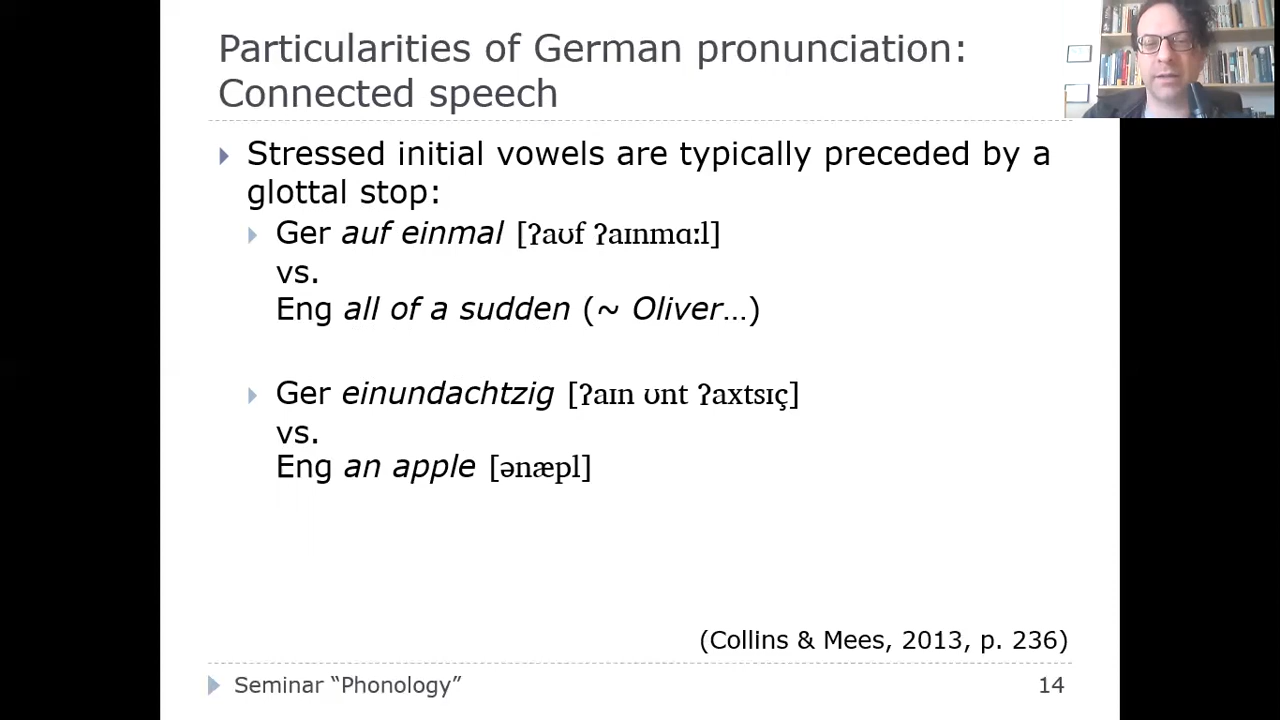 Particularities of German pronunciation:
Connected speech
Stressed initial vowels are typically preceded by a
glottal stop:
Ger auf einmal [ʔaʊf ʔaɪnmɑːl]
vs.
Eng all of a sudden (~ Oliver…)
Ger einundachtzig [ʔaɪn ʊnt ʔaxtsɪç]
vs.
Eng an apple [ənæpl]
(Collins & Mees, 2013, p. 236)
Seminar “Phonology”
14